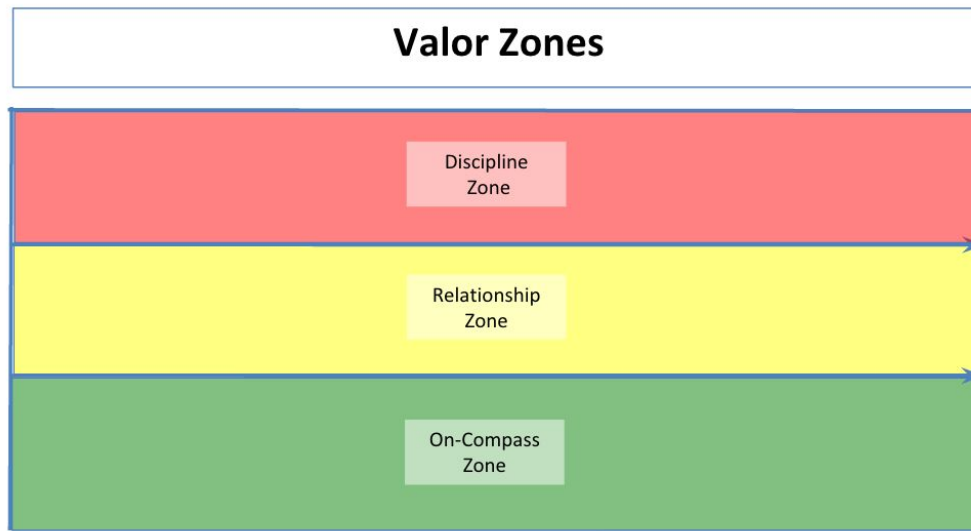 Valor Zones
Discipline
Zone
Relationship
Zone
On-Compass
Zone